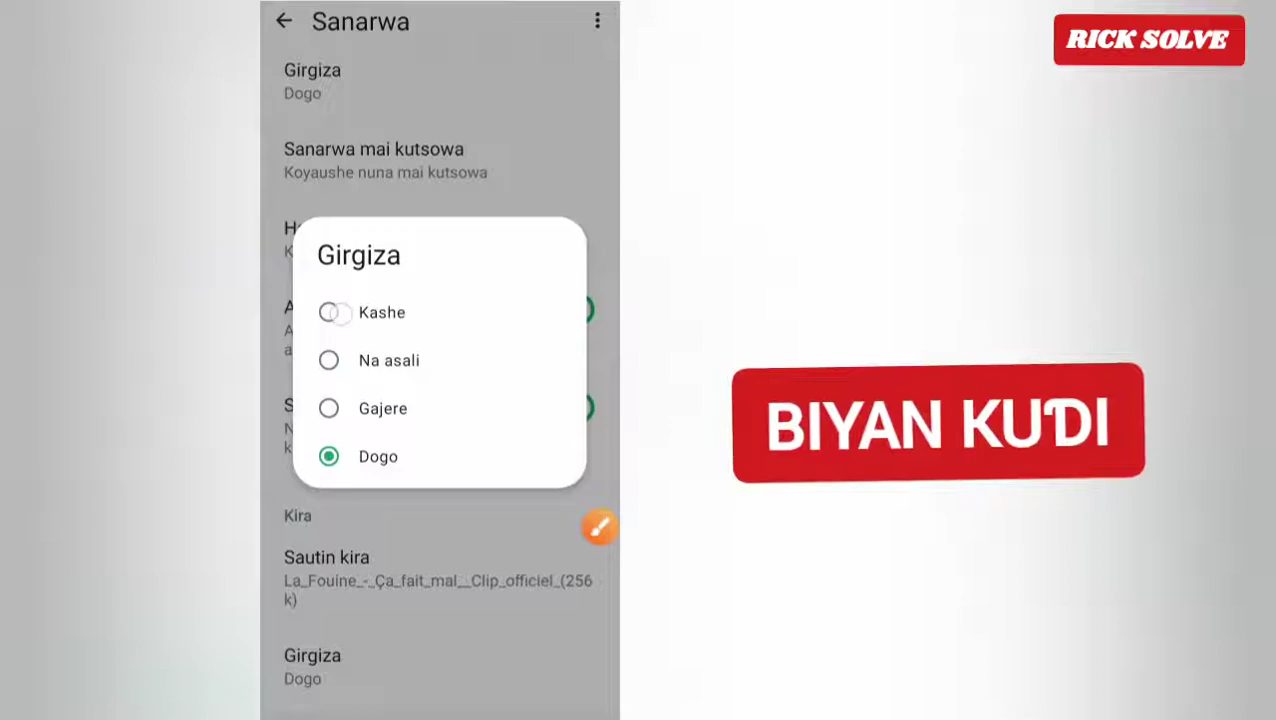 Sanarwa
RICK SOLVE
Girgiza
Dogo
Sanarwa mai kutsowa
Koyaushe nuna mai kutsowa
Girgiza
Kashe
Na asali
Gajere
Dogo
BIYAN KUƊI
Kira
Sautin kira
La_Fouine_-_Ça_fait_mal__Clip_officiel_(256
k)
Girgiza
Dogo